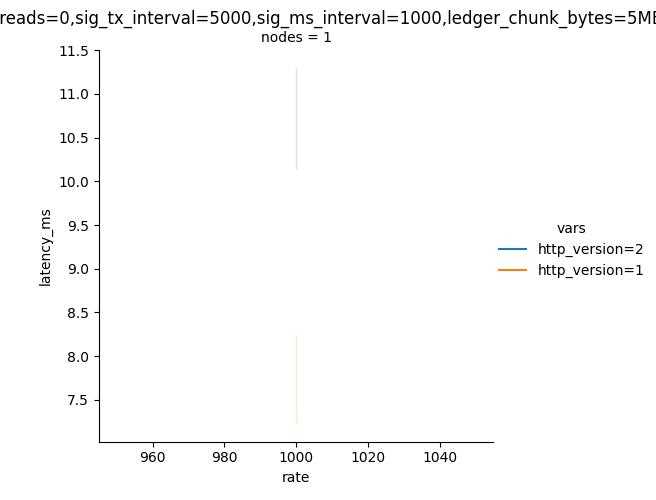 reads=0,sig_tx_interval=5000,sig_ms_interval=1000,ledger_chunk_bytes=5MB
nodes = 1
11.5
11.0
10.5
10.0
9.5
9.0
8.5
8.0
7.5
latency_ms
960
980
1000
1020
1040
rate
vars
http_version=2
http_version=1